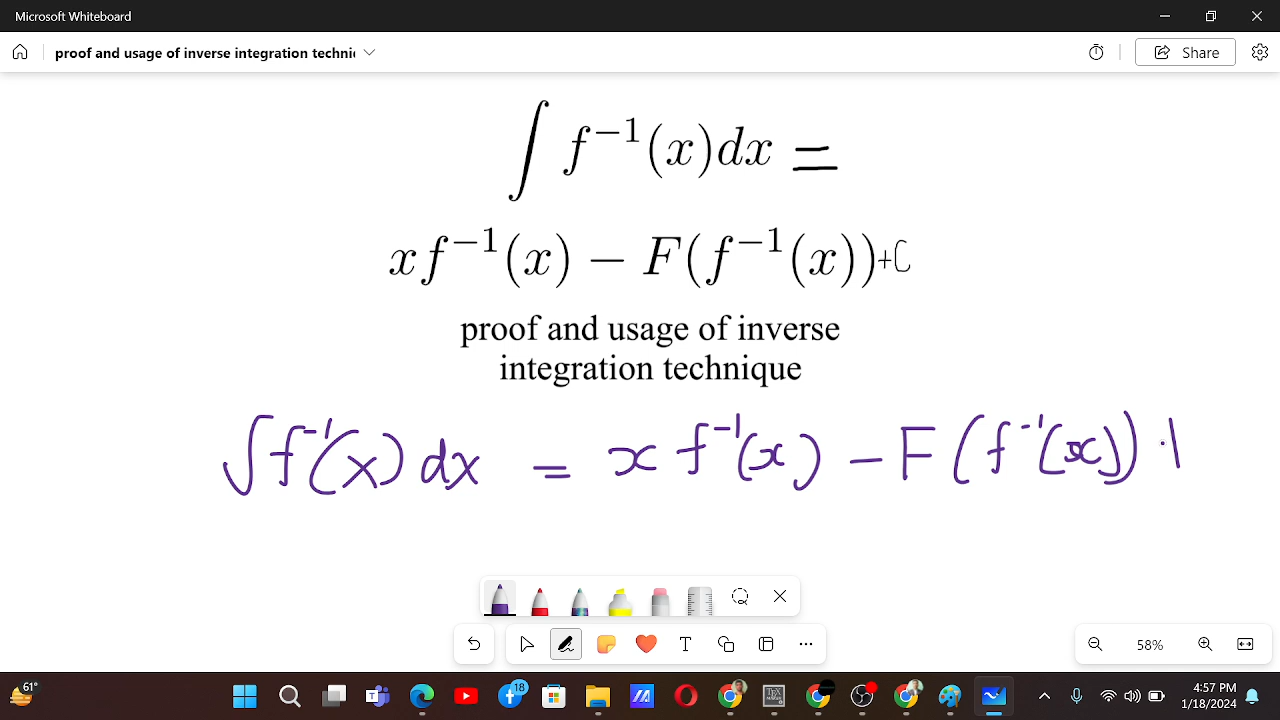 Microsoft Whiteboard
proof and usage of inverse integration techni
Share
∫ f⁻¹(x)dx =
xf⁻¹(x) − F(f⁻¹(x))+C
proof and usage of inverse
integration technique
∫f⁻¹(x) dx = x f⁻¹(x) − F(f⁻¹(x))
58%
61°
18
4:57 PM
1/18/2024